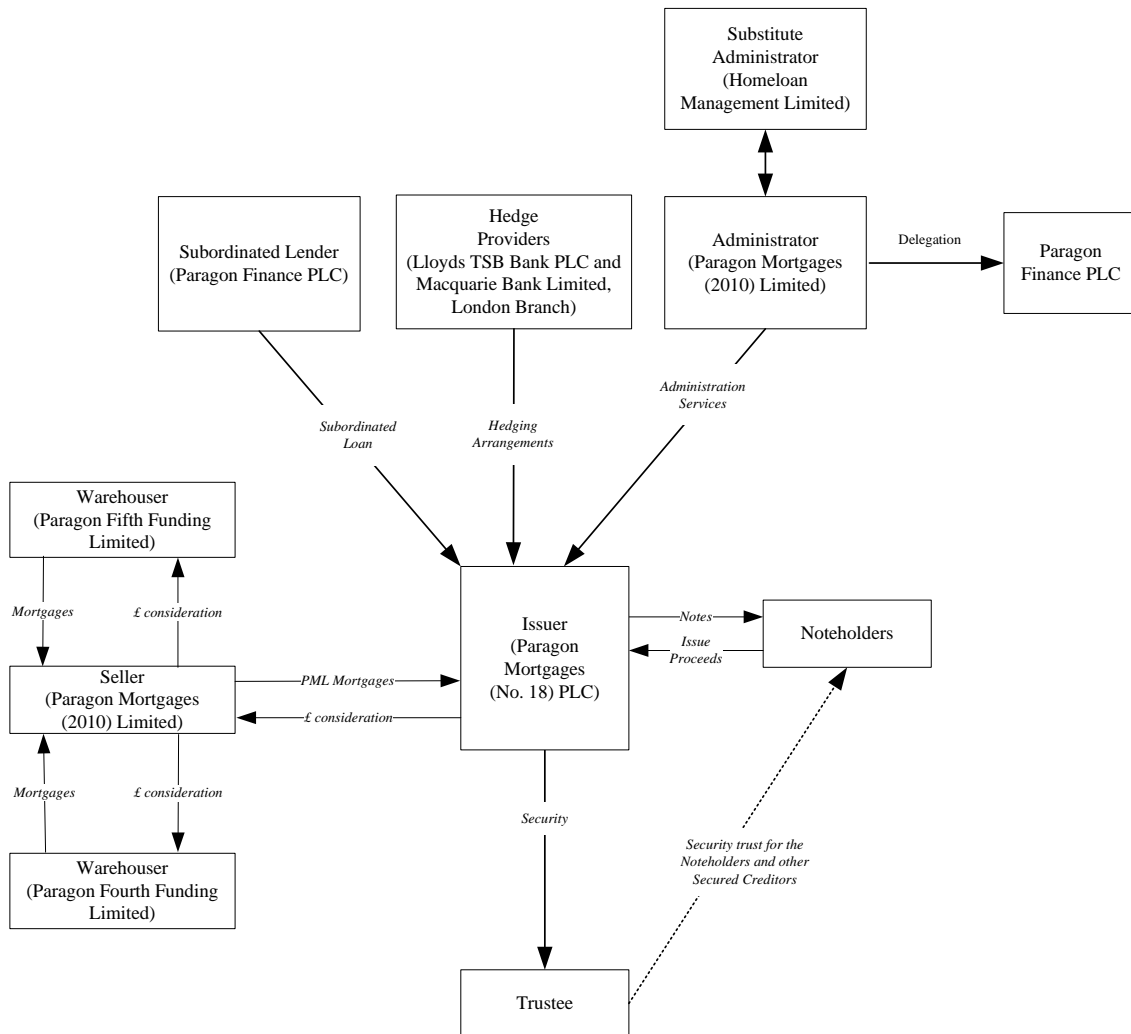 Substitute
Administrator
(Homeloan
Management Limited)
Subordinated Lender
(Paragon Finance PLC)
Hedge
Providers
(Lloyds TSB Bank PLC and
Macquarie Bank Limited,
London Branch)
Administrator
(Paragon Mortgages
(2010) Limited)
Delegation
Paragon
Finance PLC
Subordinated
Loan
Hedging
Arrangements
Administration
Services
Warehouser
(Paragon Fifth Funding
Limited)
Mortgages
£ consideration
Seller
(Paragon Mortgages
(2010) Limited)
PML Mortgages
£ consideration
Issuer
(Paragon
Mortgages
(No. 18) PLC)
Notes
Issue
Proceeds
Noteholders
Mortgages
£ consideration
Warehouser
(Paragon Fourth Funding
Limited)
Security
Security trust for the
Noteholders and other
Secured Creditors
Trustee